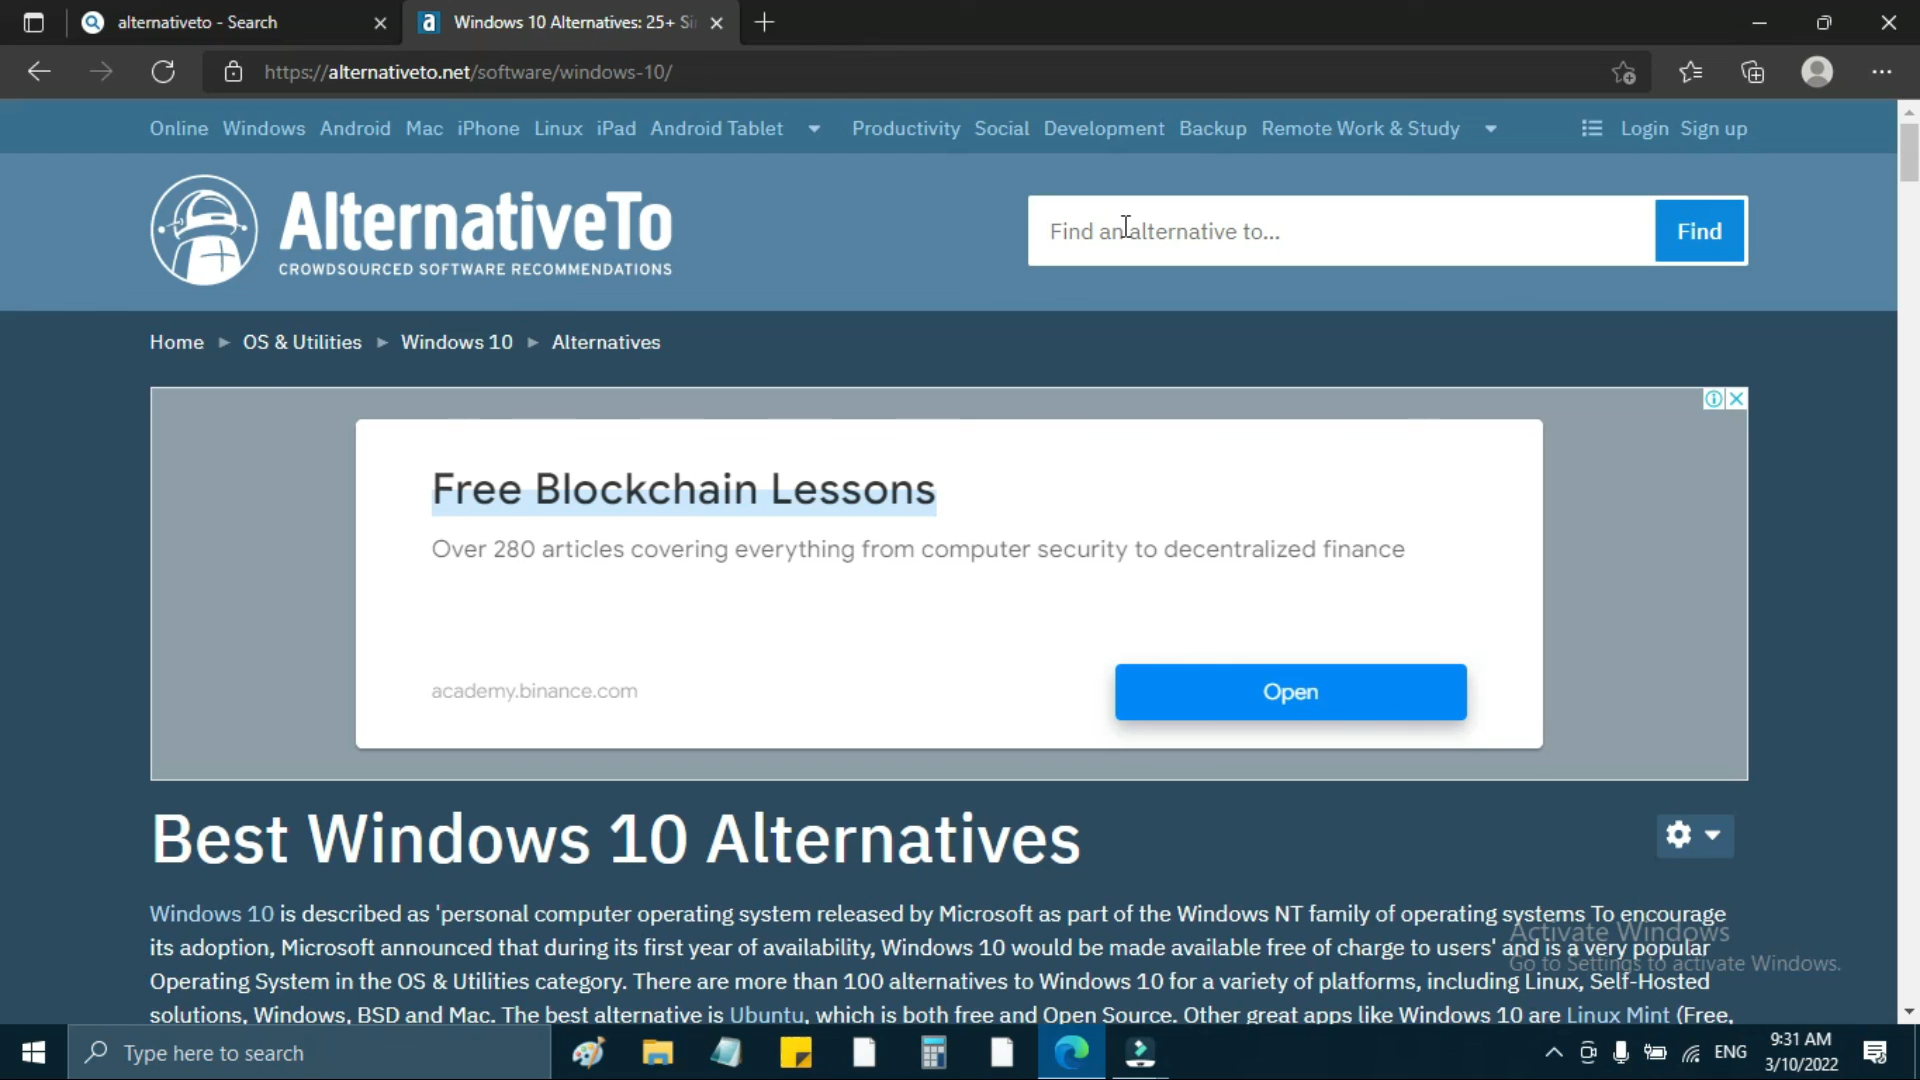 alternativeto - Search
Windows 10 Alternatives: 25+ Si
https://alternativeto.net/software/windows-10/
Online Windows Android Mac iPhone Linux iPad Android Tablet Productivity Social Development Backup Remote Work & Study Login Sign up
AlternativeTo
CROWDSOURCED SOFTWARE RECOMMENDATIONS
Find an alternative to...
Find
Home OS & Utilities Windows 10 Alternatives
Free Blockchain Lessons
Over 280 articles covering everything from computer security to decentralized finance
academy.binance.com
Open
Best Windows 10 Alternatives
Windows 10 is described as 'personal computer operating system released by Microsoft as part of the Windows NT family of operating systems To encourage
its adoption, Microsoft announced that during its first year of availability, Windows 10 would be made available free of charge to users' and is a very popular
Operating System in the OS & Utilities category. There are more than 100 alternatives to Windows 10 for a variety of platforms, including Linux, Self-Hosted
solutions, Windows, BSD and Mac. The best alternative is Ubuntu, which is both free and Open Source. Other great apps like Windows 10 are Linux Mint (Free,
Activate Windows
Go to Settings to activate Windows.
Type here to search
ENG
9:31 AM
3/10/2022